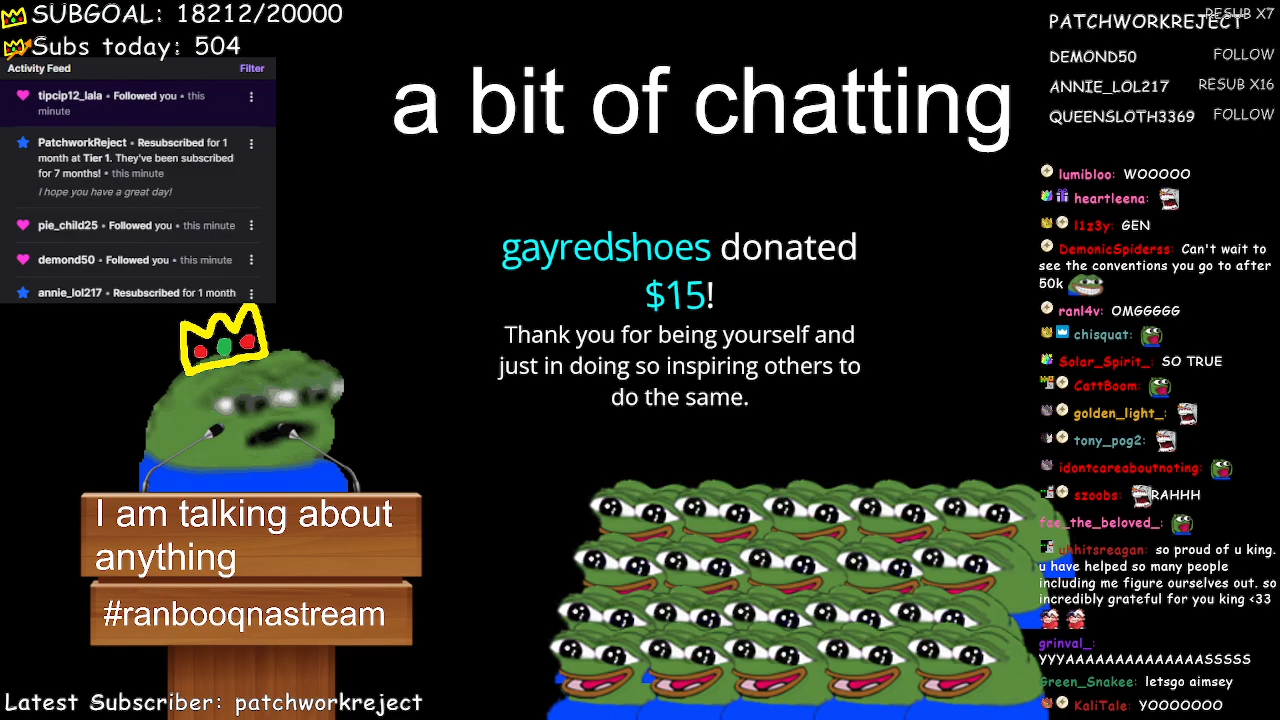 SUBGOAL: 18212/20000
Subs today: 504
Activity Feed
Filter
tipcip12_lala • Followed you • this
minute
PatchworkReject • Resubscribed for 1
month at Tier 1. They've been subscribed
for 7 months! • this minute
I hope you have a great day!
pie_child25 • Followed you • this minute
demond50 • Followed you • this minute
annie_lol217 • Resubscribed for 1 month
I am talking about
anything
#ranbooqnastream
Latest Subscriber: patchworkreject
a bit of chatting
gayredshoes donated
$15!
Thank you for being yourself and
just in doing so inspiring others to
do the same.
PATCHWORKREJECT RESUB X7
DEMOND50 FOLLOW
ANNIE_LOL217 RESUB X16
QUEENSLOTH3369 FOLLOW
lumibloo: WOOOOO
heartleena:
l1z3y: GEN
DemonicSpiderss: Can't wait to
see the conventions you go to after
50k
ranl4v: OMGGGGG
chisquat:
Solar_Spirit_: SO TRUE
CattBoom:
golden_light_:
tony_pog2:
idontcareaboutnating:
szoobs: RAHHH
fae_the_beloved_:
uhhitsreagan: so proud of u king.
u have helped so many people
including me figure ourselves out. so
incredibly grateful for you king <33
grinval_:
YYYAAAAAAAAAAAAAASSSSS
Green_Snakee: letsgo aimsey
KaliTale: YOOOOOOO